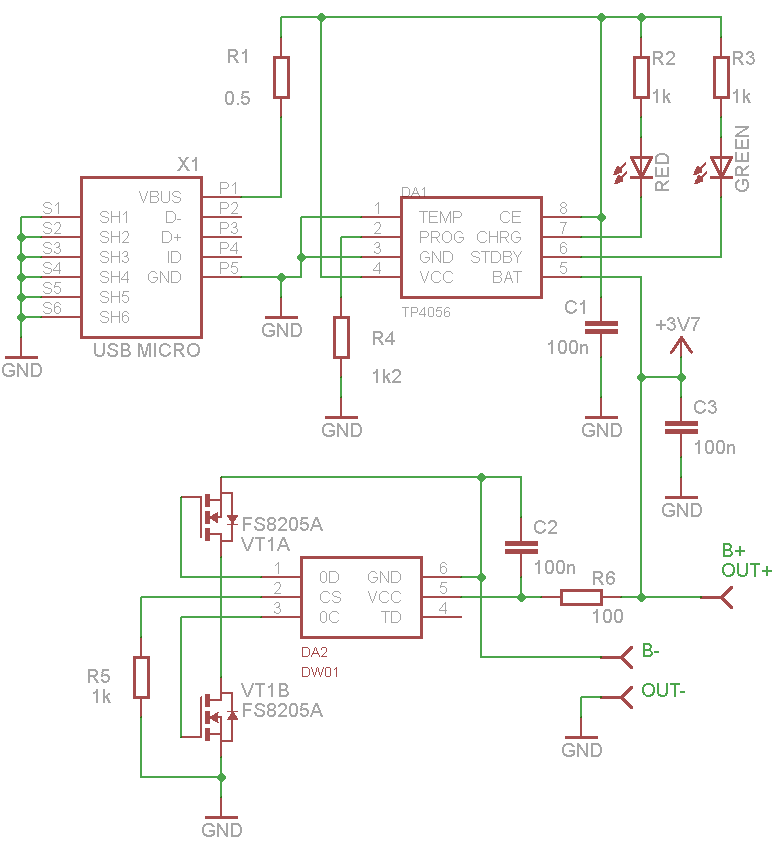 R1
0.5
R2
1k
R3
1k
RED
GREEN
X1
USB MICRO
VBUS
D-
D+
ID
GND
SH1
SH2
SH3
SH4
SH5
SH6
S1
S2
S3
S4
S5
S6
P1
P2
P3
P4
P5
GND
GND
DA1
TP4056
1
2
3
4
TEMP
PROG
GND
VCC
CE
CHRG
STDBY
BAT
8
7
6
5
R4
1k2
GND
C1
100n
GND
+3V7
C3
100n
GND
FS8205A
VT1A
C2
100n
R6
100
B+
OUT+
B-
OUT-
GND
1
2
3
0D
CS
0C
GND
VCC
TD
6
5
4
DA2
DW01
R5
1k
VT1B
FS8205A
GND